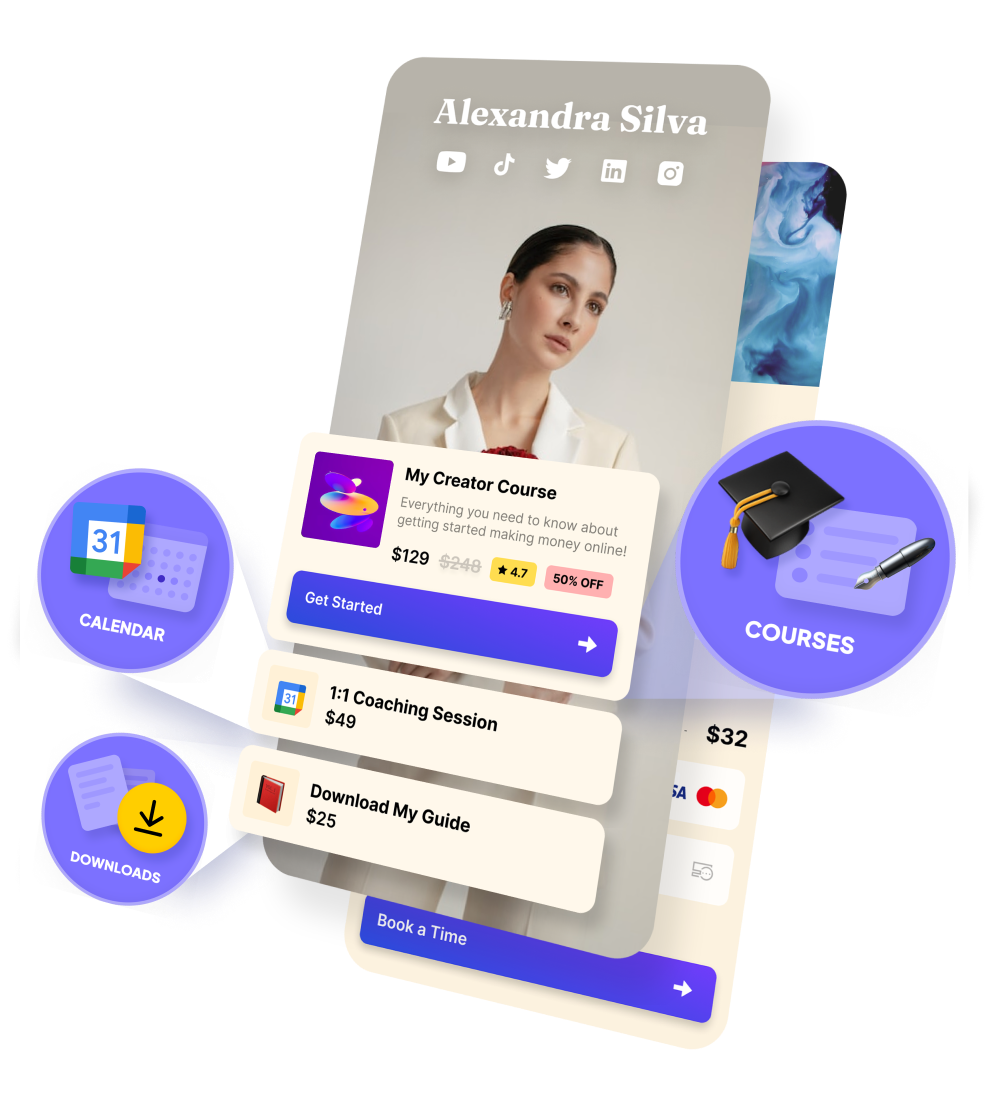 Alexandra Silva
My Creator Course
Everything you need to know about
getting started making money online!
$129 $248 4.7 50% OFF
Get Started
31
CALENDAR
COURSES
31
1:1 Coaching Session
$49
$32
Download My Guide
$25
DOWNLOADS
Book a Time